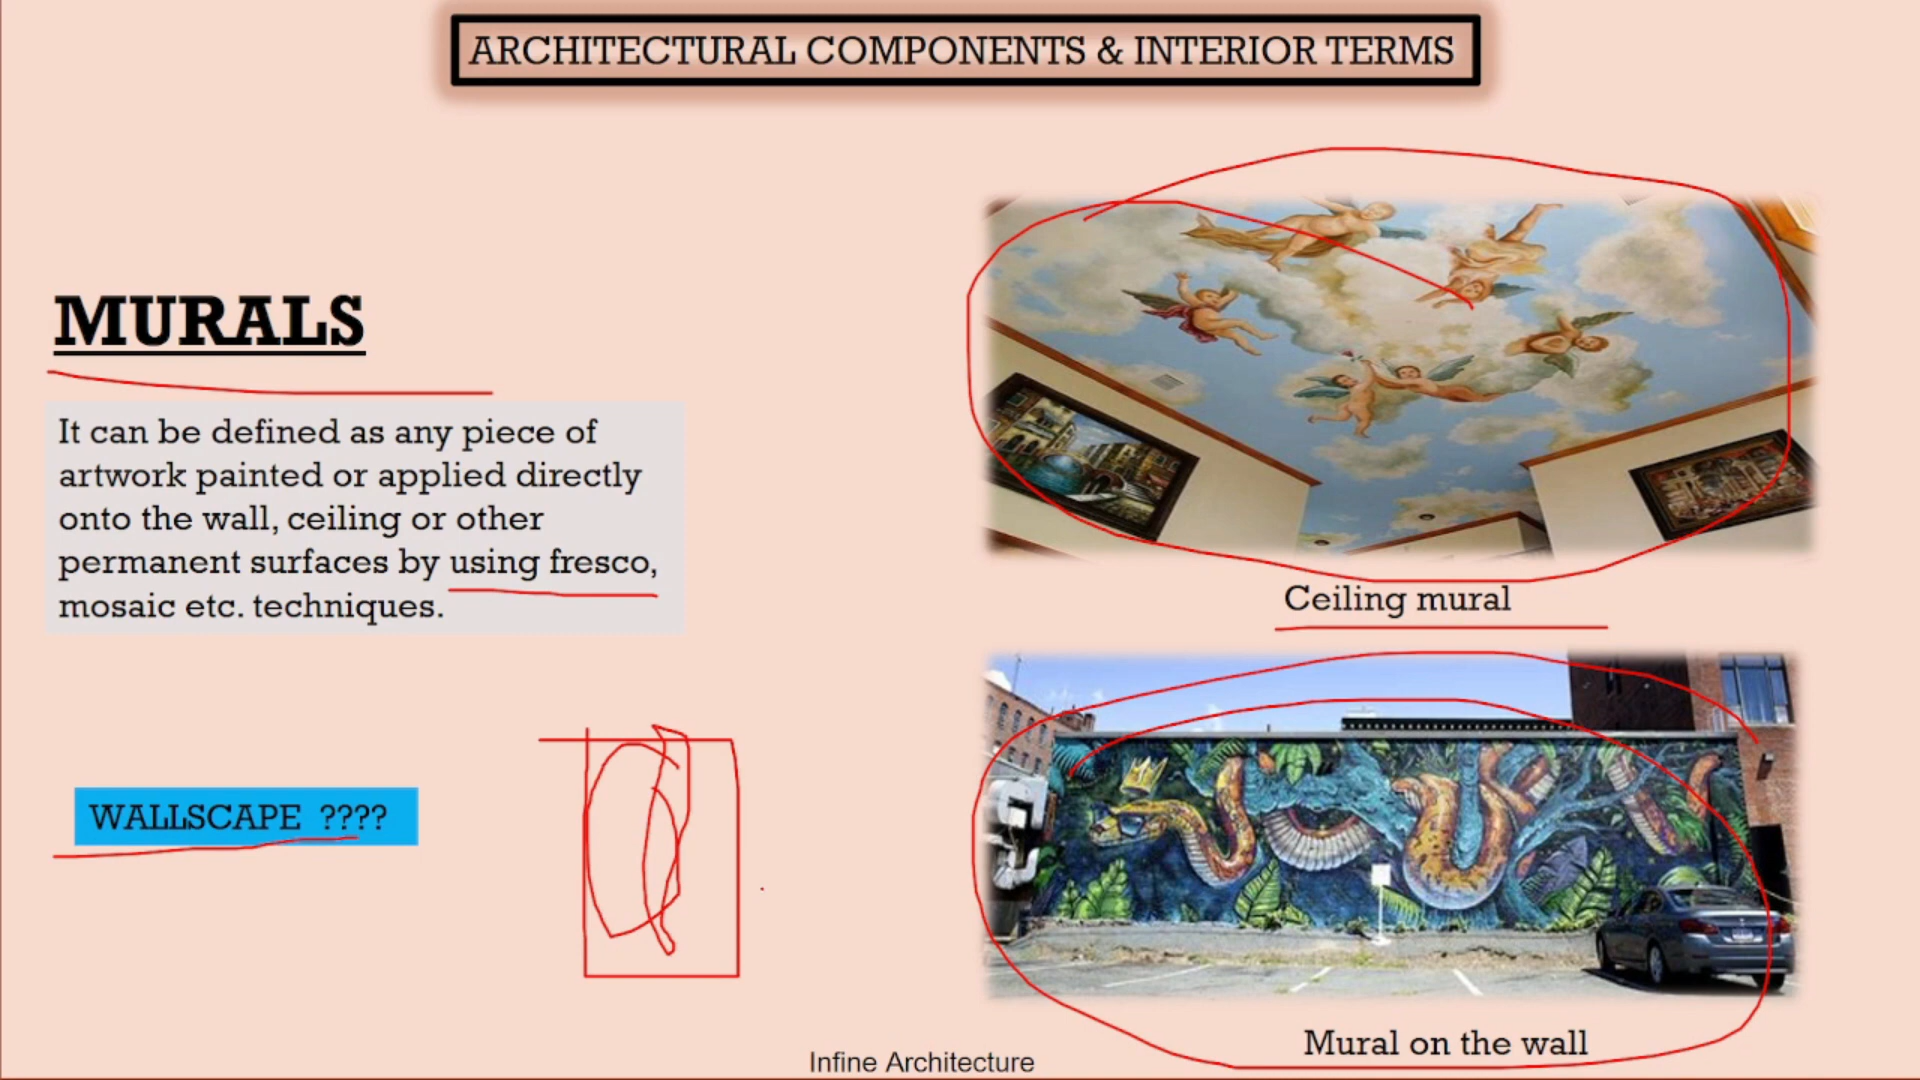 ARCHITECTURAL COMPONENTS & INTERIOR TERMS
MURALS
It can be defined as any piece of
artwork painted or applied directly
onto the wall, ceiling or other
permanent surfaces by using fresco,
mosaic etc. techniques.
WALLSCAPE ????
Ceiling mural
Mural on the wall
Infine Architecture